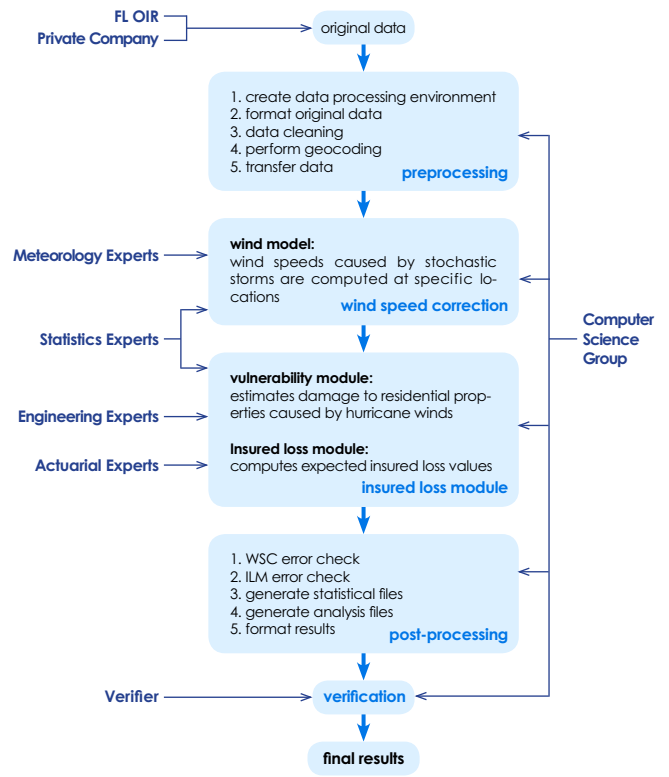 FL OIR
Private Company
original data
1. create data processing environment
2. format original data
3. data cleaning
4. perform geocoding
5. transfer data
preprocessing
Meteorology Experts
wind model:
wind speeds caused by stochastic
storms are computed at specific lo-
cations
wind speed correction
Statistics Experts
Computer
Science
Group
vulnerability module:
estimates damage to residential prop-
erties caused by hurricane winds
Engineering Experts
Insured loss module:
computes expected insured loss values
Actuarial Experts
insured loss module
1. WSC error check
2. ILM error check
3. generate statistical files
4. generate analysis files
5. format results
post-processing
Verifier
verification
final results